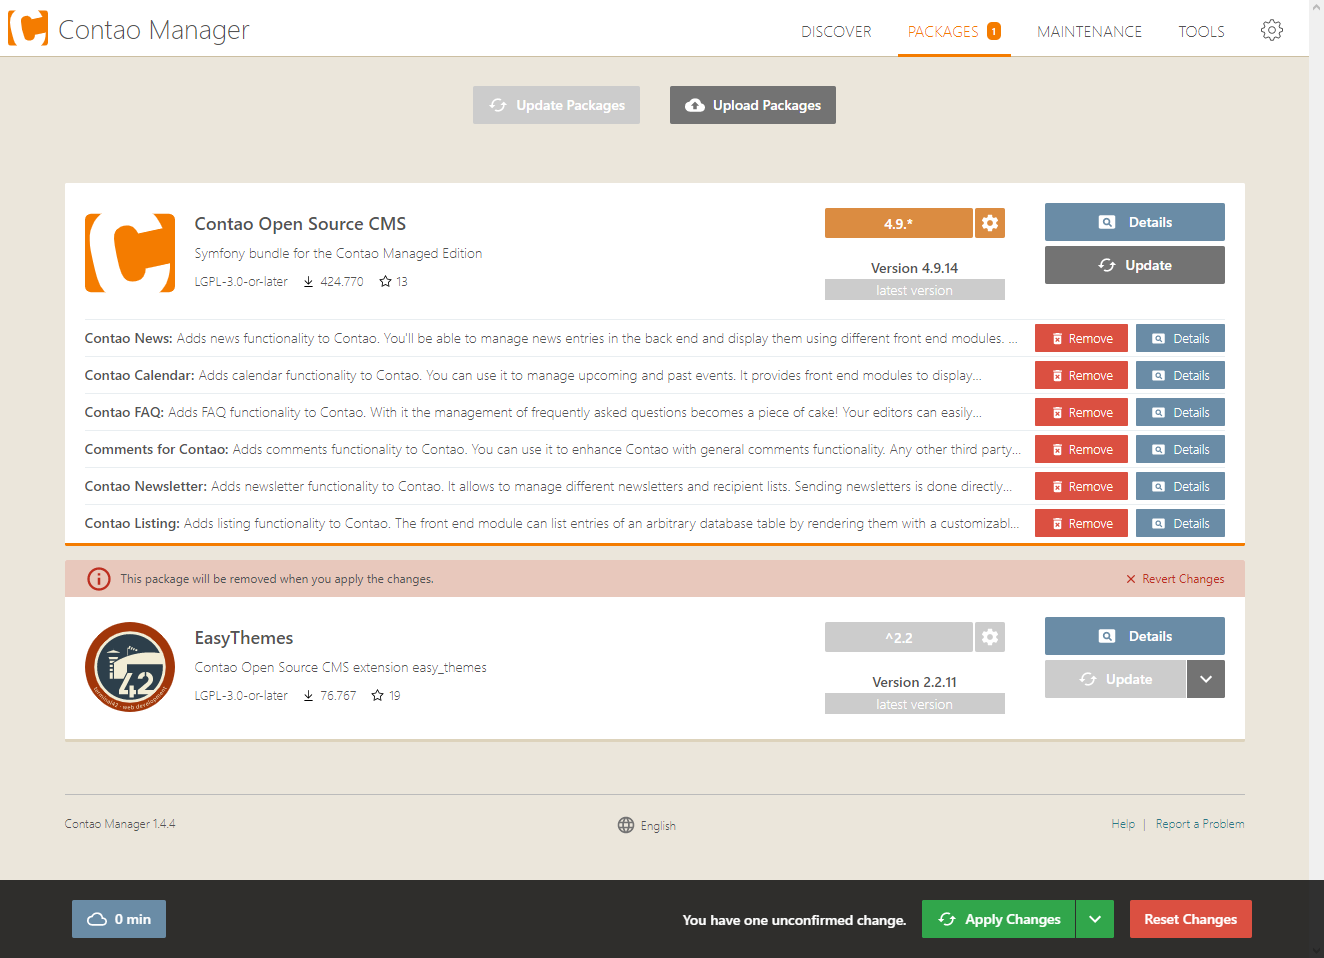 Contao Manager
DISCOVER
PACKAGES 1
MAINTENANCE
TOOLS
Update Packages
Upload Packages
Contao Open Source CMS
Symfony bundle for the Contao Managed Edition
LGPL-3.0-or-later 424.770 13
4.9.*
Version 4.9.14
latest version
Details
Update
Contao News: Adds news functionality to Contao. You'll be able to manage news entries in the back end and display them using different front end modules. ...
Remove
Details
Contao Calendar: Adds calendar functionality to Contao. You can use it to manage upcoming and past events. It provides front end modules to display...
Remove
Details
Contao FAQ: Adds FAQ functionality to Contao. With it the management of frequently asked questions becomes a piece of cake! Your editors can easily...
Remove
Details
Comments for Contao: Adds comments functionality to Contao. You can use it to enhance Contao with general comments functionality. Any other third party...
Remove
Details
Contao Newsletter: Adds newsletter functionality to Contao. It allows to manage different newsletters and recipient lists. Sending newsletters is done directly...
Remove
Details
Contao Listing: Adds listing functionality to Contao. The front end module can list entries of an arbitrary database table by rendering them with a customizabl...
Remove
Details
This package will be removed when you apply the changes.
Revert Changes
42
terminal42 · web development
EasyThemes
Contao Open Source CMS extension easy_themes
LGPL-3.0-or-later 76.767 19
^2.2
Version 2.2.11
latest version
Details
Update
Contao Manager 1.4.4
English
Help | Report a Problem
0 min
You have one unconfirmed change.
Apply Changes
Reset Changes